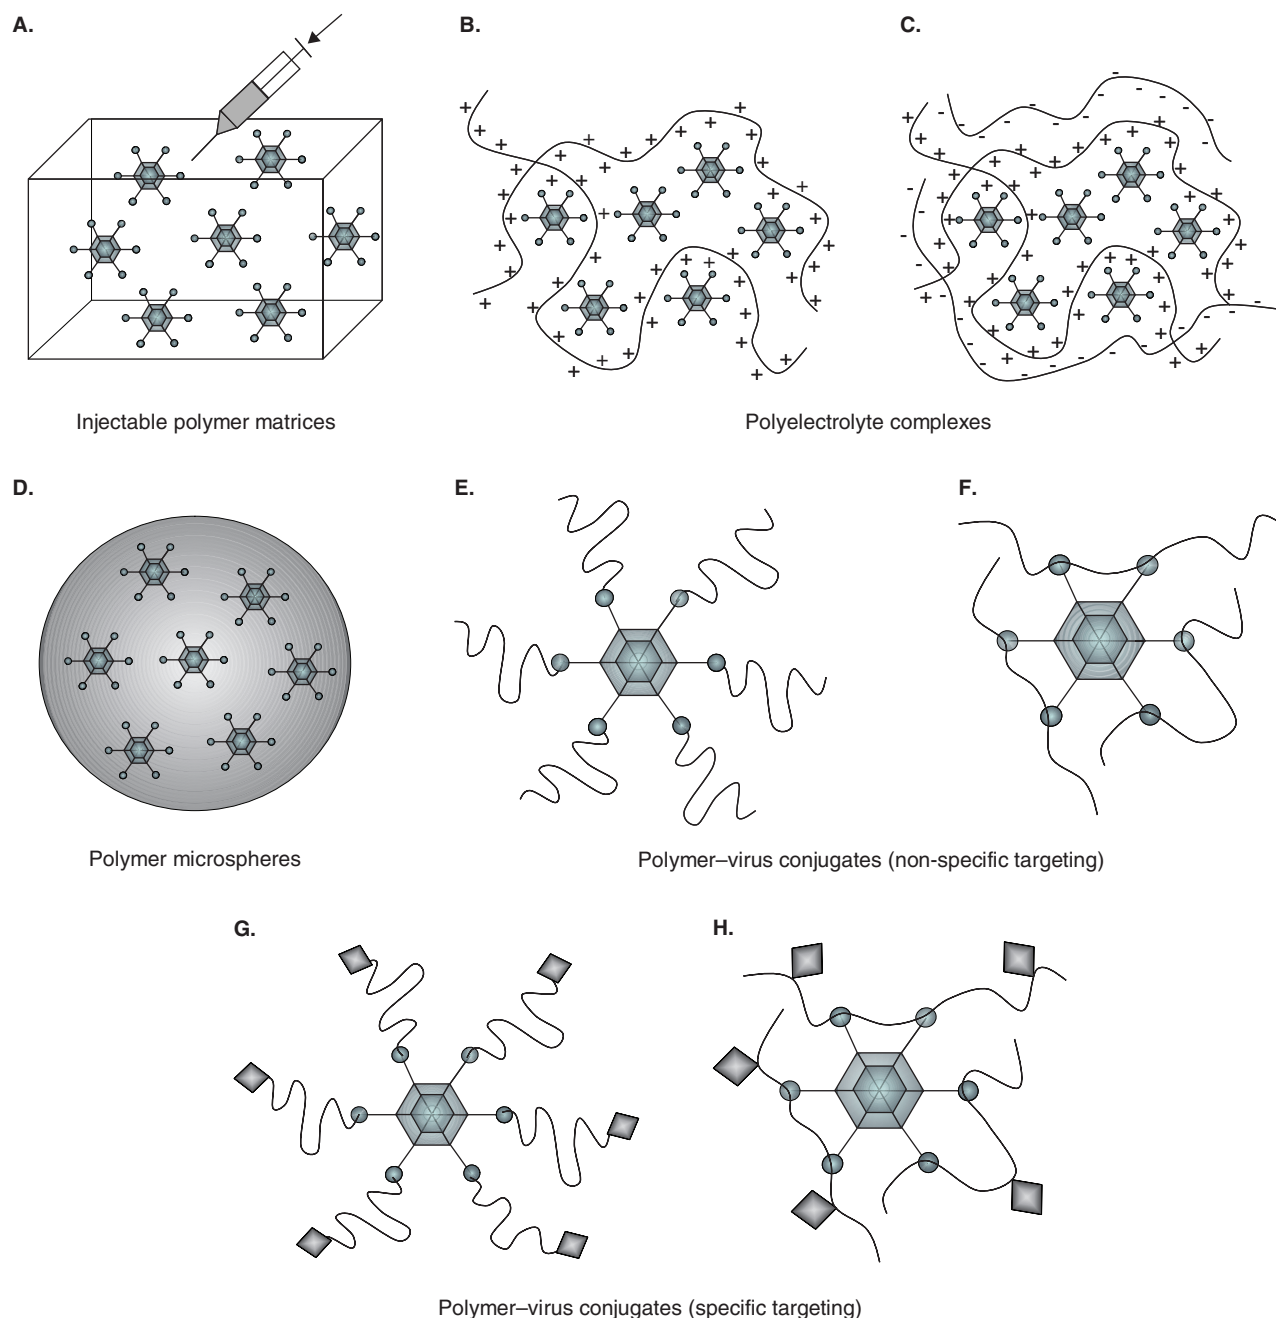 A.
B.
C.
Injectable polymer matrices
Polyelectrolyte complexes
D.
E.
F.
Polymer microspheres
Polymer–virus conjugates (non-specific targeting)
G.
H.
Polymer–virus conjugates (specific targeting)